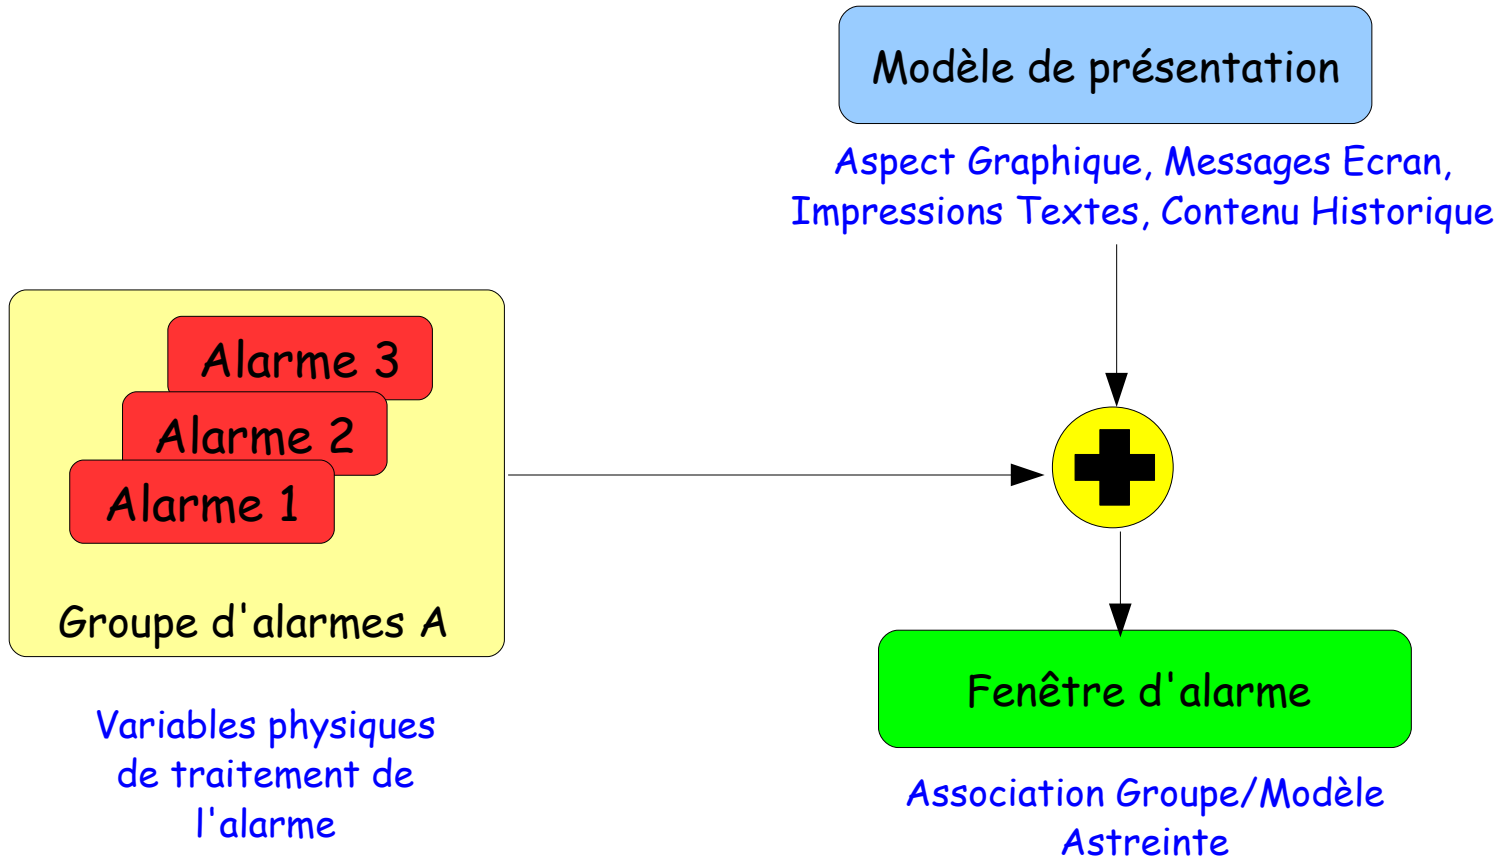 Modèle de présentation
Aspect Graphique, Messages Ecran,
Impressions Textes, Contenu Historique
Alarme 3
Alarme 2
Alarme 1
Groupe d'alarmes A
Variables physiques
de traitement de
l'alarme
Fenêtre d'alarme
Association Groupe/Modèle
Astreinte